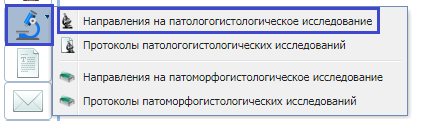 Направления на патологогистологическое исследование
Протоколы патологогистологических исследований
Направления на патоморфогистологическое исследование
Протоколы патоморфогистологических исследований